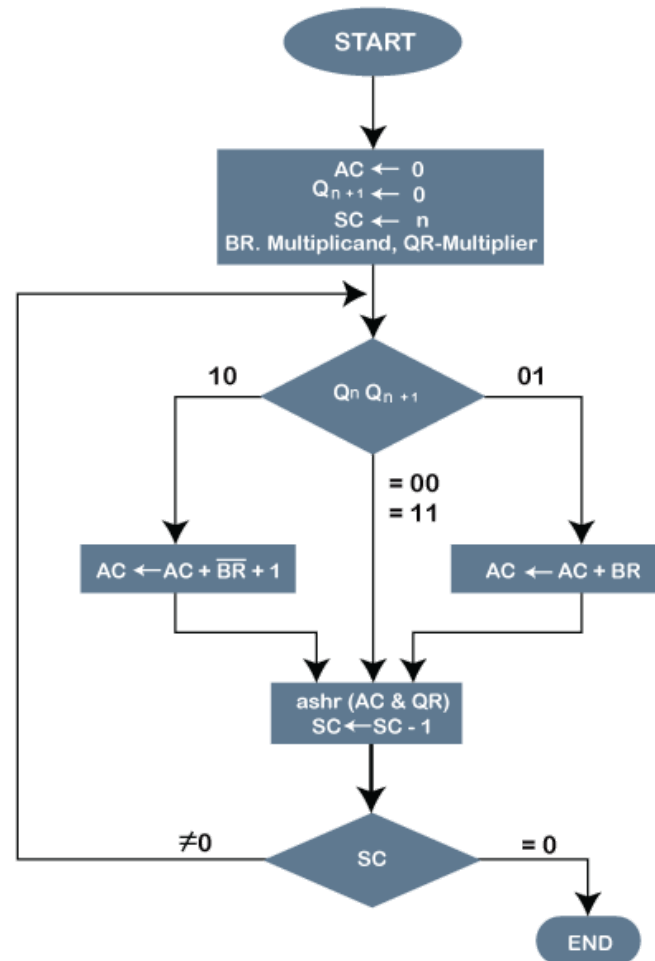 START
AC ← 0
Qn+1 ← 0
SC ← n
BR. Multiplicand, QR-Multiplier
10
Qn Qn+1
01
= 00
= 11
AC ← AC + B̅R̅ + 1
AC ← AC + BR
ashr (AC & QR)
SC ← SC - 1
≠0
SC
= 0
END